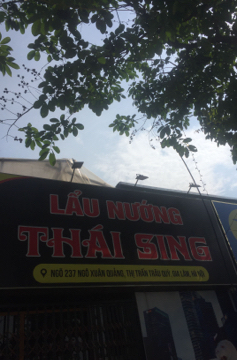 LẨU NƯỚNG
THÁI SING
NGÕ 237 NGÔ XUÂN QUẢNG, THỊ TRẤN TRÂU QUỲ, GIA LÂM, HÀ NỘI